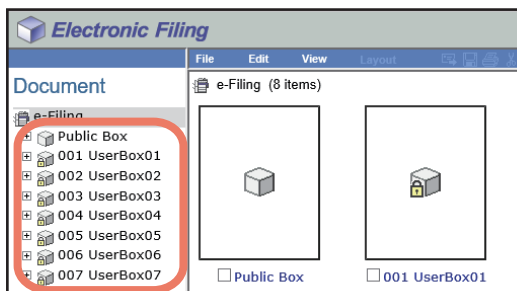 Electronic Filing
File Edit View Layout
Document
e-Filing (8 items)
e-Filing
Public Box
001 UserBox01
002 UserBox02
003 UserBox03
004 UserBox04
005 UserBox05
006 UserBox06
007 UserBox07
Public Box
001 UserBox01